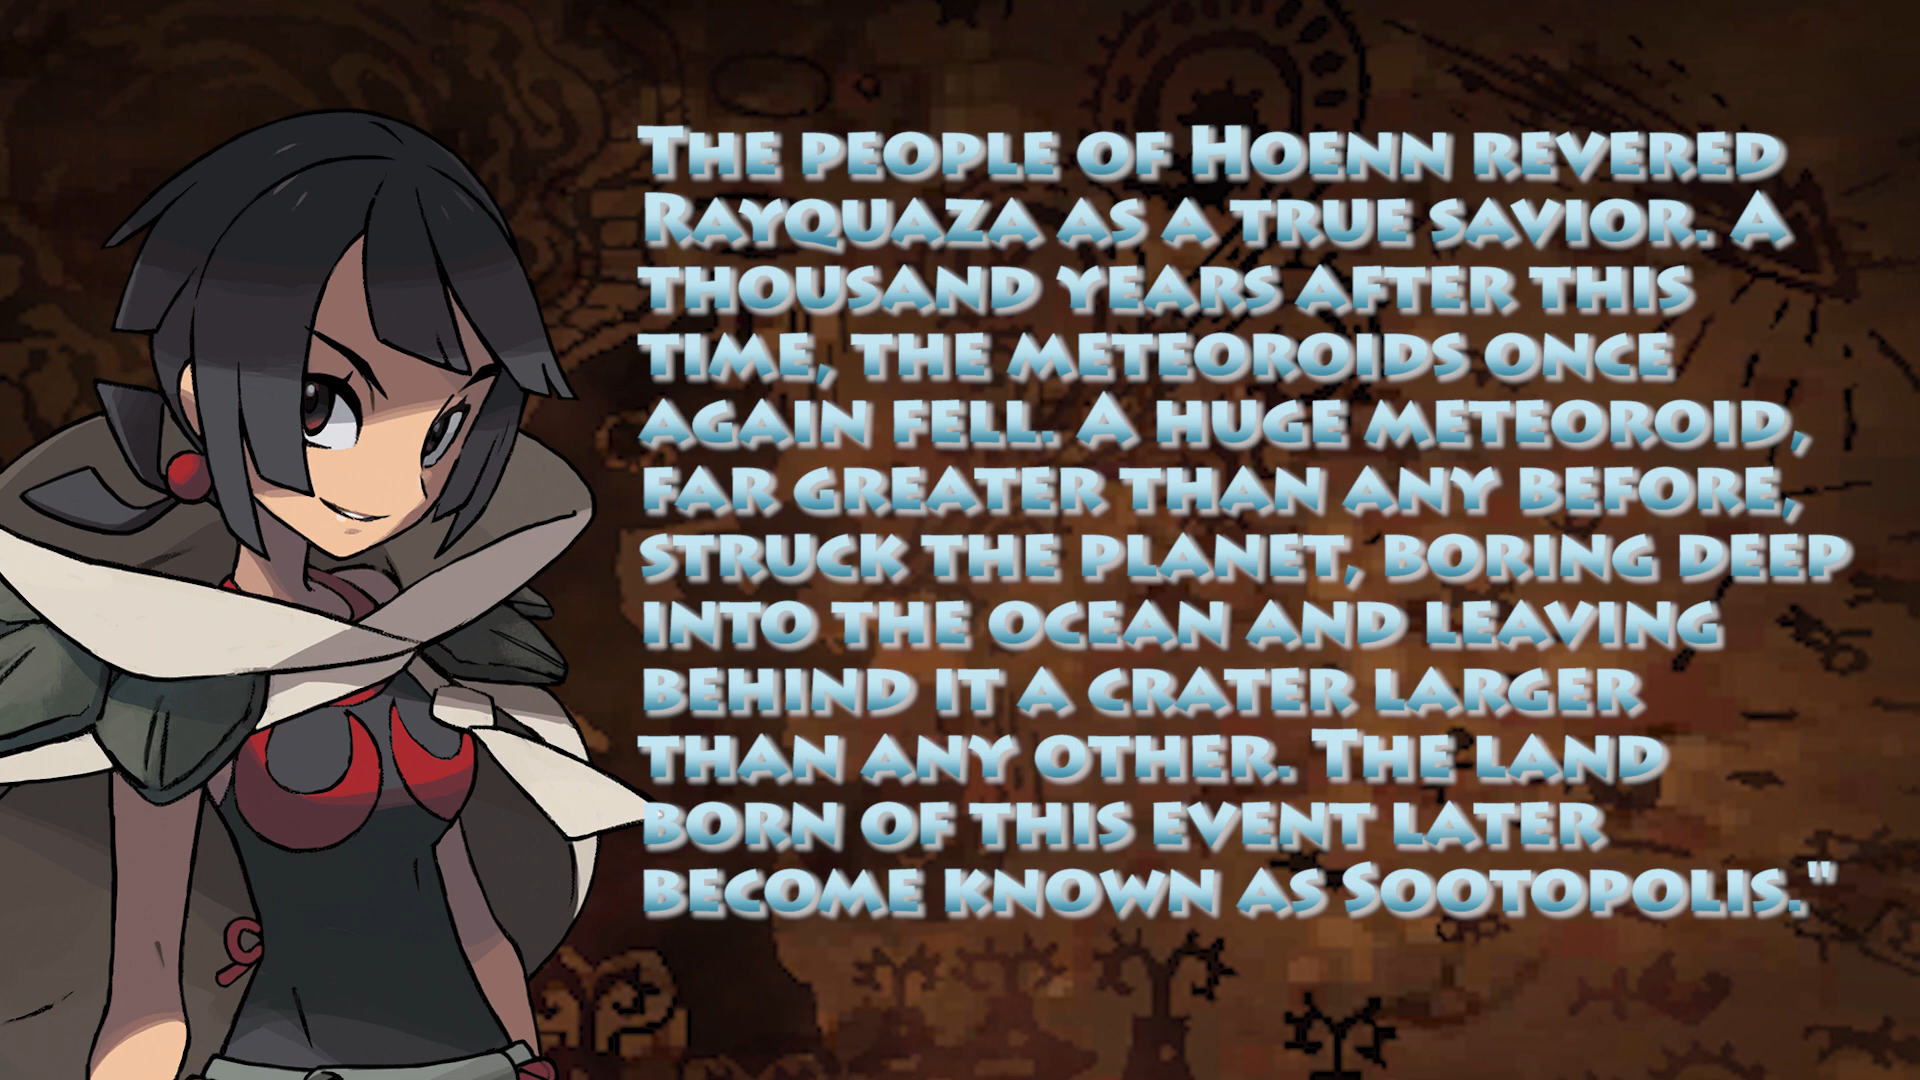 The people of Hoenn revered
Rayquaza as a true savior. A
thousand years after this
time, the meteoroids once
again fell. A huge meteoroid,
far greater than any before,
struck the planet, boring deep
into the ocean and leaving
behind it a crater larger
than any other. The land
born of this event later
become known as Sootopolis."